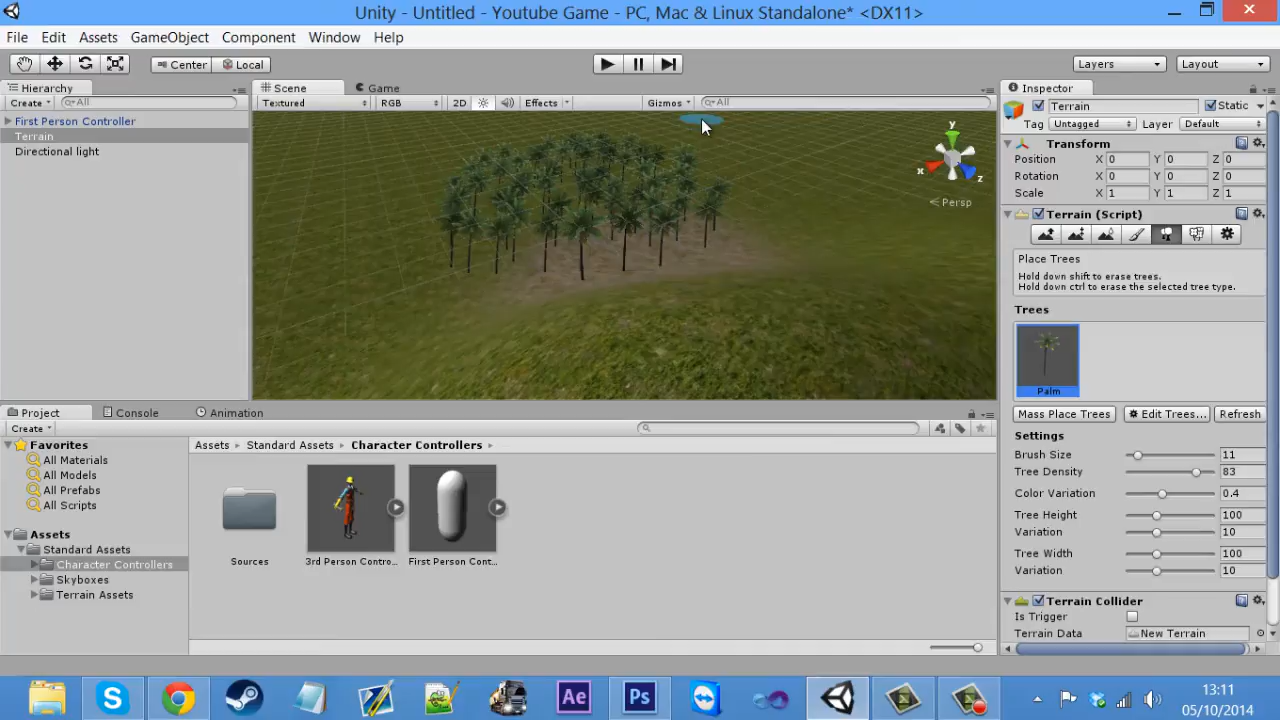 Unity - Untitled - Youtube Game - PC, Mac & Linux Standalone* <DX11>
File Edit Assets GameObject Component Window Help
Center Local Layers Layout
Hierarchy Scene Game Inspector
Create All Textured RGB 2D Effects Gizmos All
Terrain Static
Tag Untagged Layer Default
First Person Controller
Terrain
Directional light
y
x
z
Persp
Transform
Position X 0 Y 0 Z 0
Rotation X 0 Y 0 Z 0
Scale X 1 Y 1 Z 1
Terrain (Script)
Place Trees
Hold down shift to erase trees.
Hold down ctrl to erase the selected tree type.
Trees
Palm
Mass Place Trees Edit Trees... Refresh
Settings
Brush Size 11
Tree Density 83
Color Variation 0.4
Tree Height 100
Variation 10
Tree Width 100
Variation 10
Terrain Collider
Is Trigger
Terrain Data New Terrain
Project Console Animation
Create
Favorites
All Materials
All Models
All Prefabs
All Scripts
Assets
Standard Assets
Character Controllers
Skyboxes
Terrain Assets
Assets Standard Assets Character Controllers
Sources 3rd Person Contro... First Person Cont...
S Ae Ps
13:11
05/10/2014